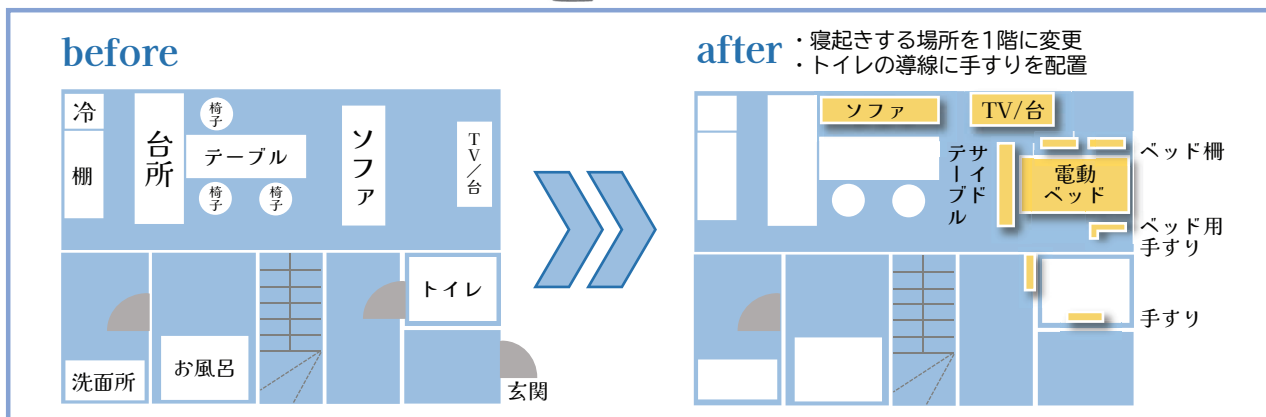 before
冷
棚
台所
椅子
テーブル
椅子
椅子
ソファ
TV/台
トイレ
洗面所
お風呂
玄関
after
・寝起きする場所を1階に変更
・トイレの導線に手すりを配置
ソファ
TV/台
サイド
テーブル
電動
ベッド
ベッド柵
ベッド用
手すり
手すり